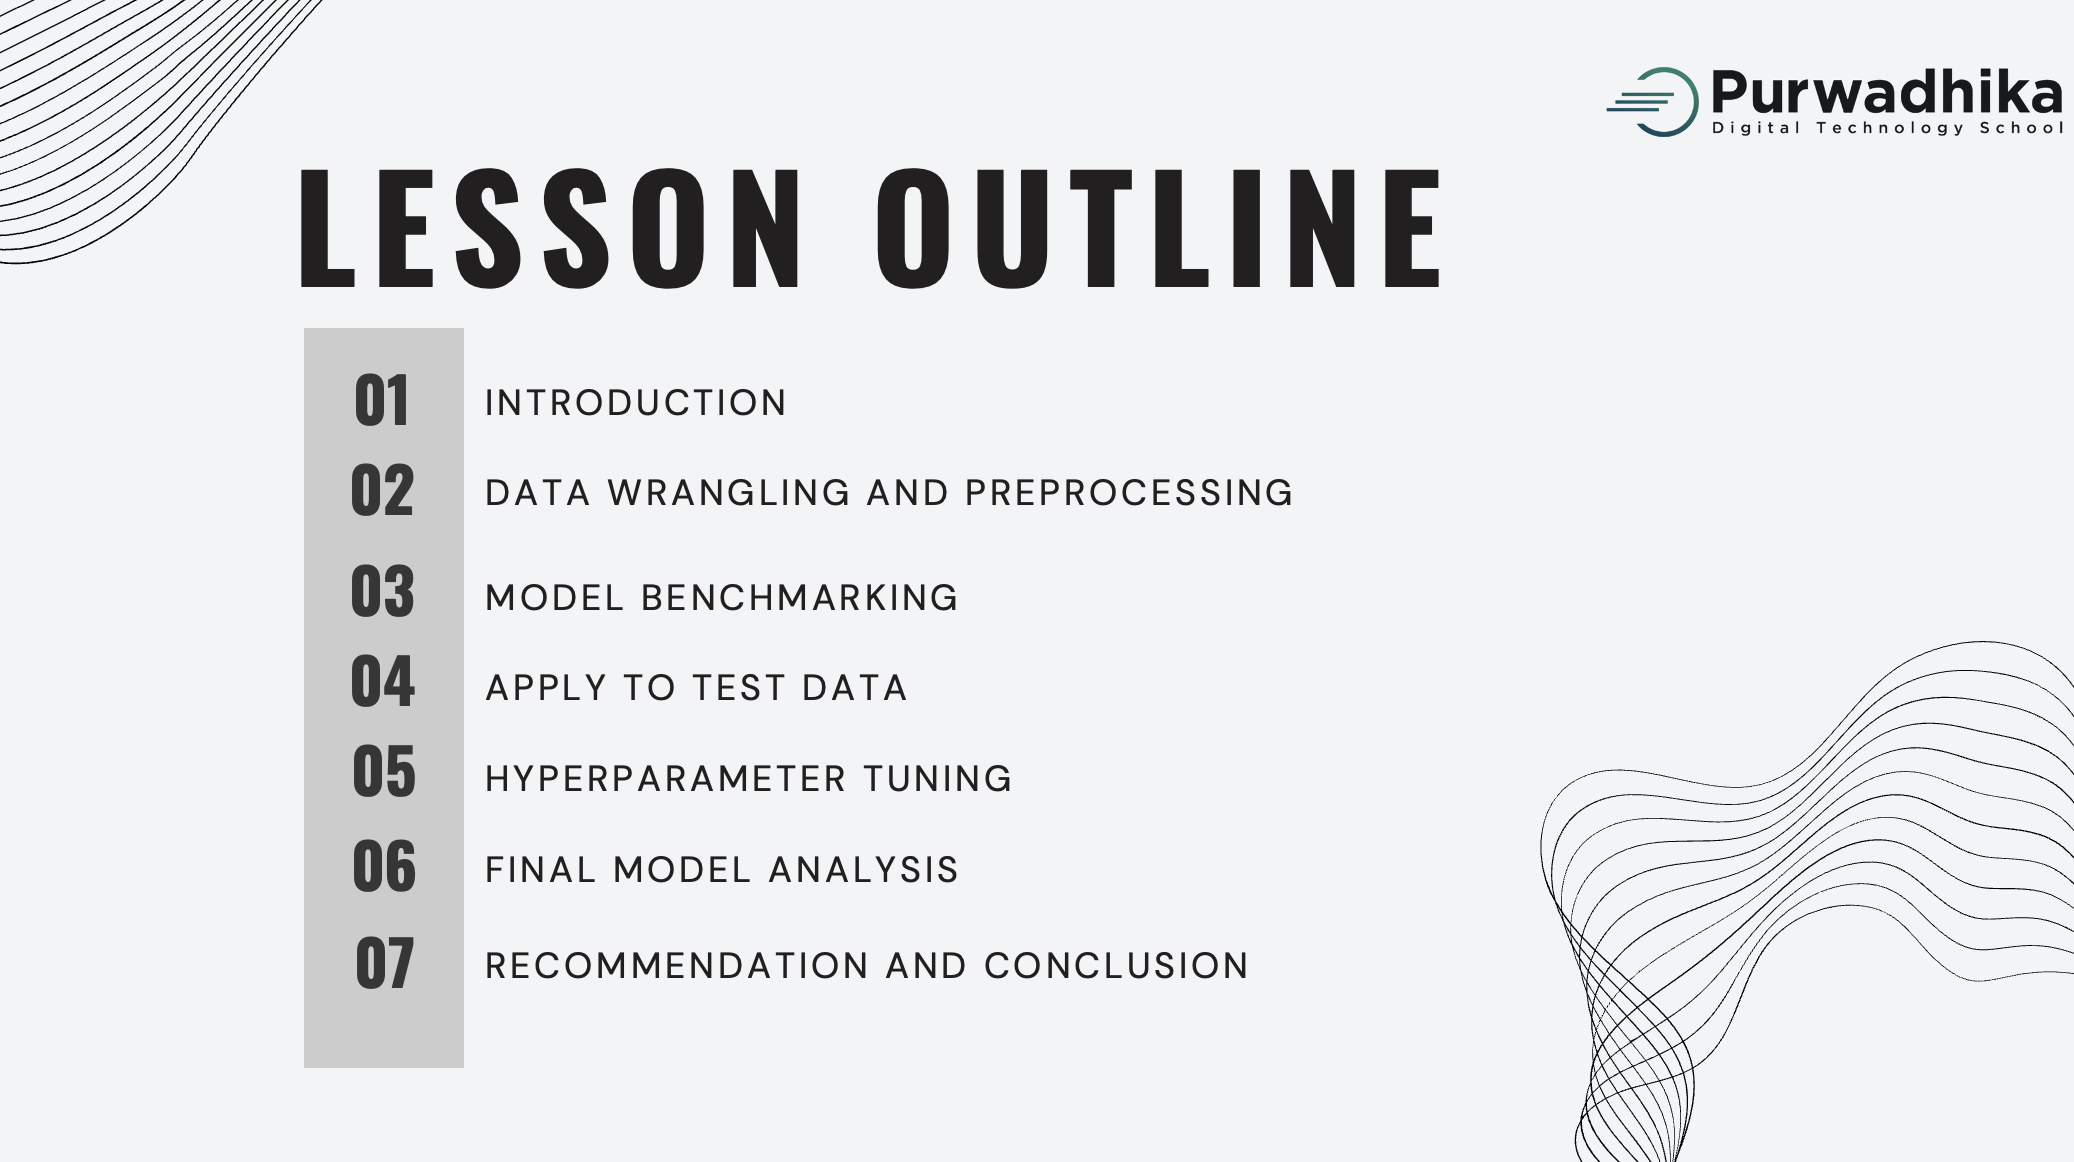 Purwadhika
Digital Technology School
LESSON OUTLINE
01 INTRODUCTION
02 DATA WRANGLING AND PREPROCESSING
03 MODEL BENCHMARKING
04 APPLY TO TEST DATA
05 HYPERPARAMETER TUNING
06 FINAL MODEL ANALYSIS
07 RECOMMENDATION AND CONCLUSION